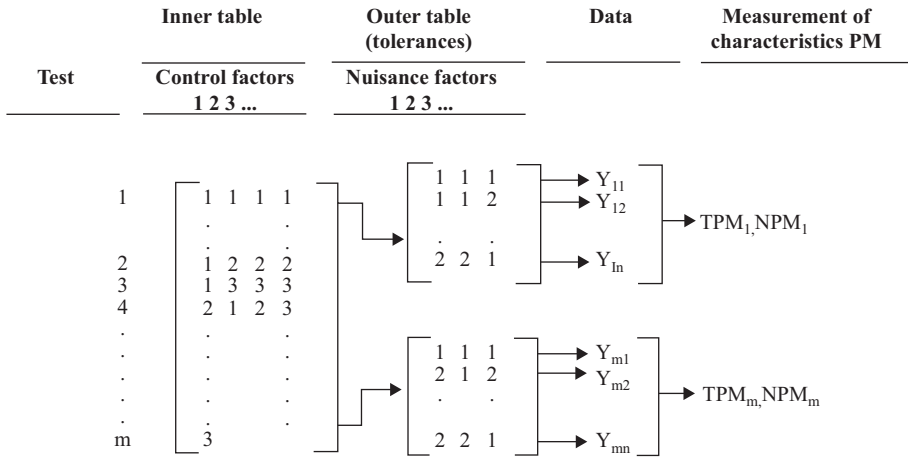 Inner table Outer table (tolerances) Data Measurement of characteristics PM
Test Control factors Nuisance factors
1 2 3 ... 1 2 3 ...
1 1 1 1 1
. .
. .
2 1 2 2 2
3 1 3 3 3
4 2 1 2 3
. . .
. . .
. . .
. . .
. .
m 3
1 1 1 Y11
1 1 2 Y12
. .
2 2 1 YIn
TPM1,NPM1
1 1 1 Ym1
2 1 2 Ym2
. .
2 2 1 Ymn
TPMm,NPMm